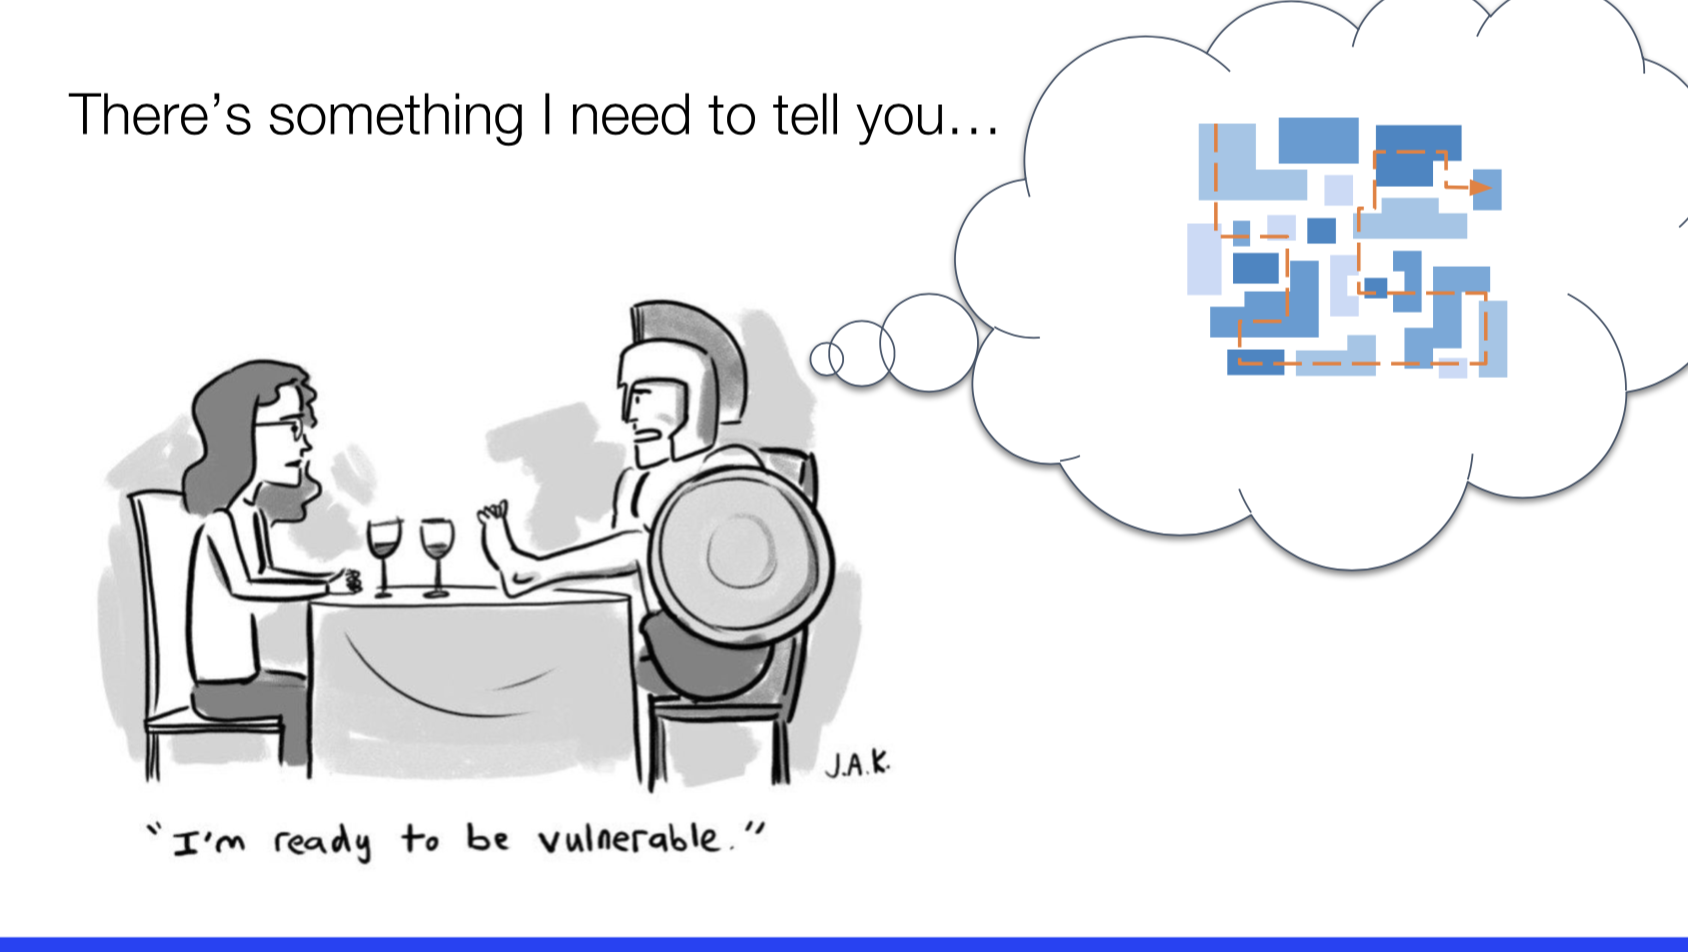 There’s something I need to tell you…
J.A.K.
“I'm ready to be vulnerable.”